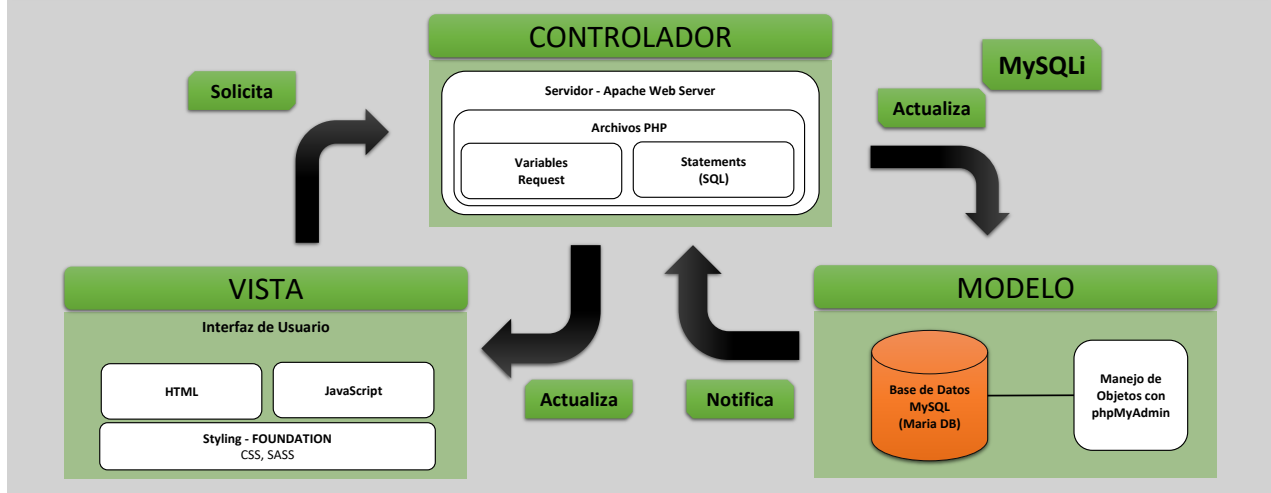 CONTROLADOR
Servidor - Apache Web Server
Archivos PHP
Variables
Request
Statements
(SQL)
Solicita
MySQLi
Actualiza
VISTA
Interfaz de Usuario
HTML
JavaScript
Styling - FOUNDATION
CSS, SASS
Actualiza
Notifica
MODELO
Base de Datos
MySQL
(Maria DB)
Manejo de
Objetos con
phpMyAdmin